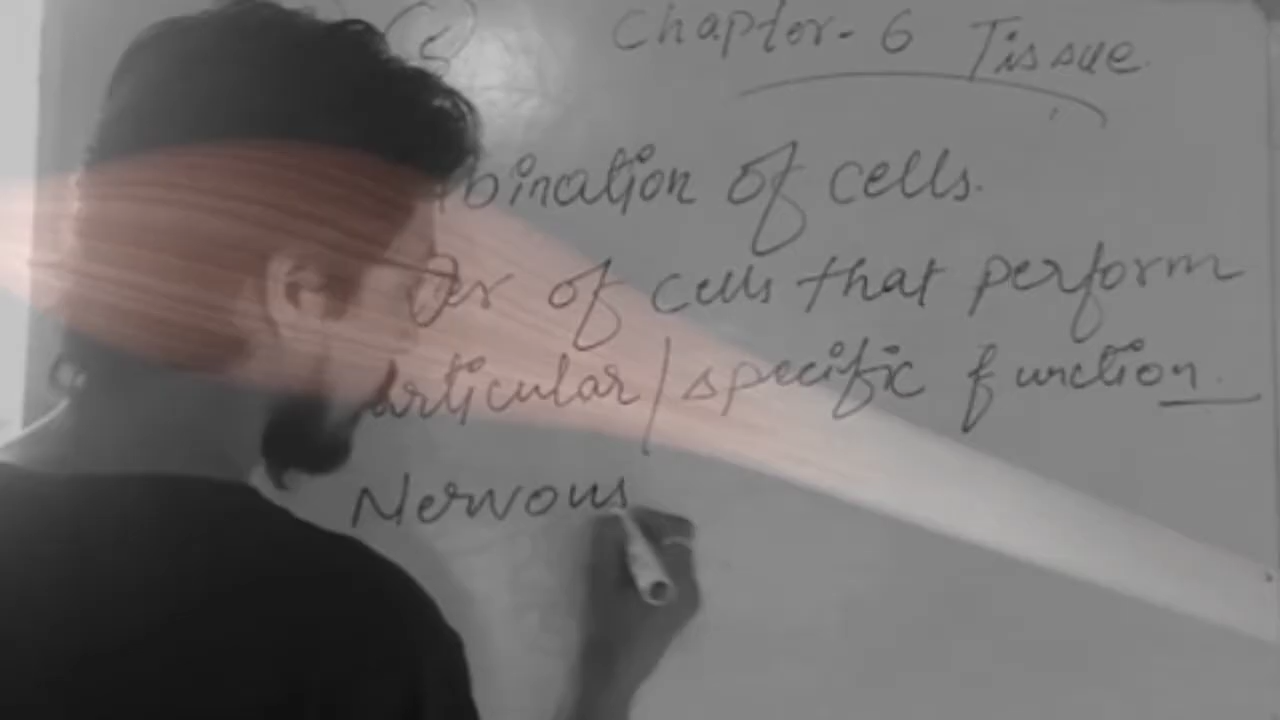 Chapter-6 Tissue
bination of cells.
of cells that perform
articular/specific function.
Nervous